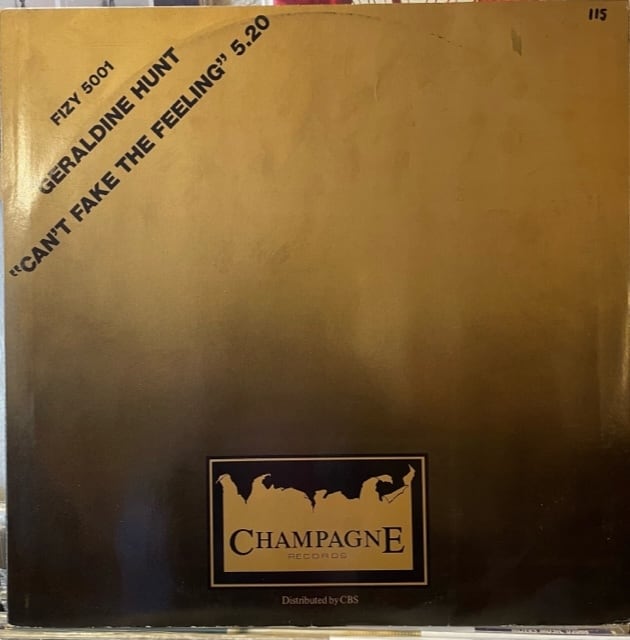 115
FIZY 5001
GERALDINE HUNT
"CAN'T FAKE THE FEELING" 5.20
CHAMPAGNE
RECORDS
Distributed by CBS